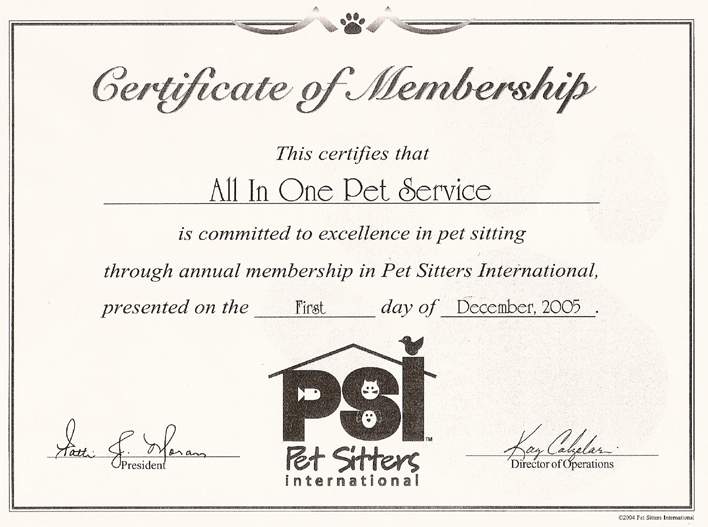 Certificate of Membership
This certifies that
All In One Pet Service
is committed to excellence in pet sitting
through annual membership in Pet Sitters International,
presented on the First day of December, 2005.
PSI™
Pet Sitters
international
Patti J. Moran
President
Director of Operations
©2004 Pet Sitters International